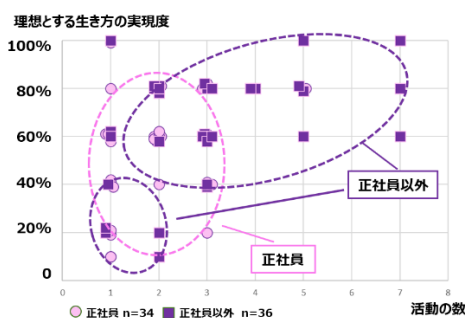 理想とする生き方の実現度
100%
80%
60%
40%
20%
0
正社員以外
正社員
0 1 2 3 4 5 6 7 8
活動の数
正社員 n=34 正社員以外 n=36